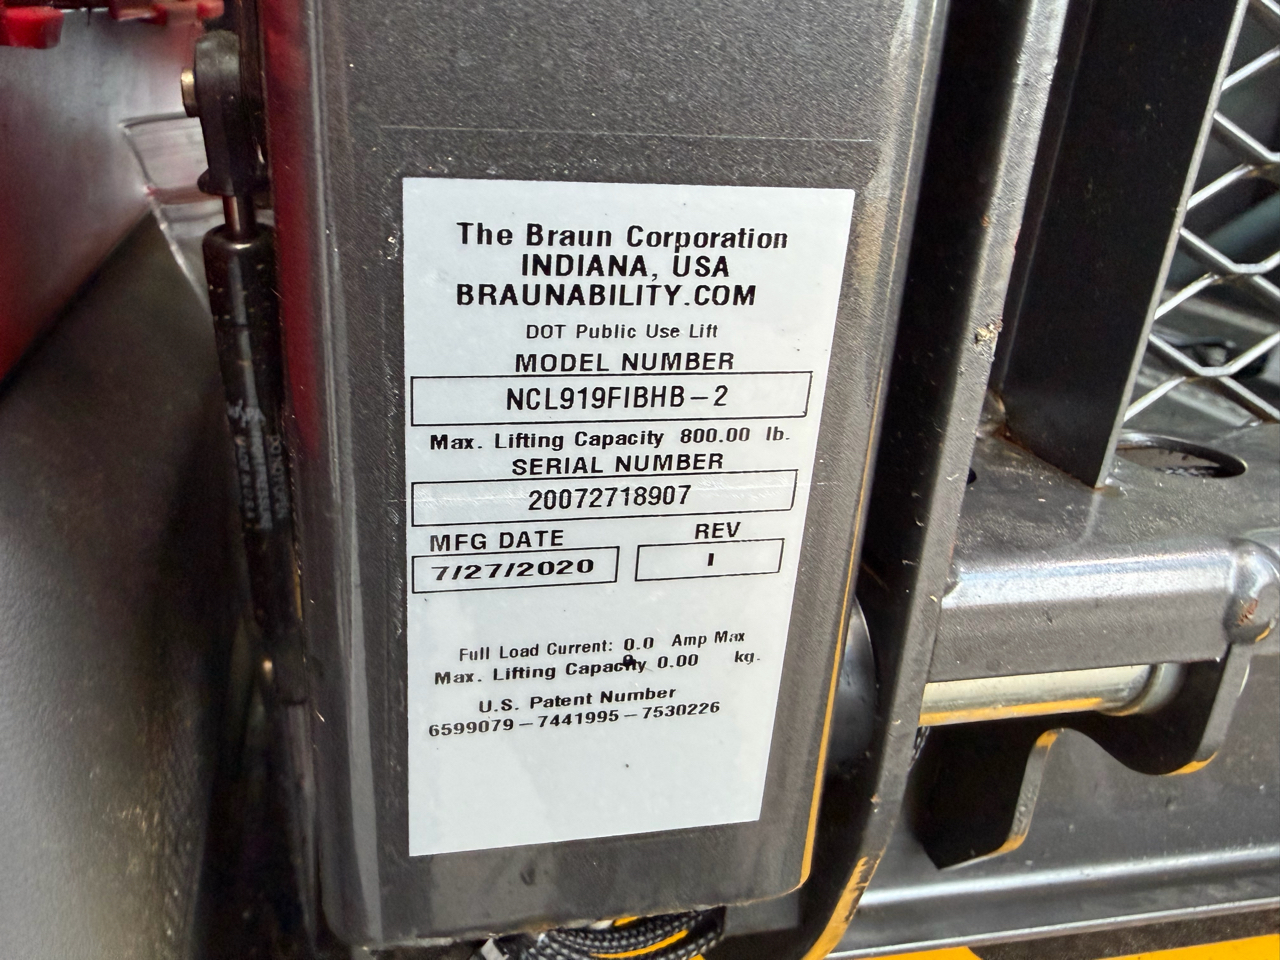 The Braun Corporation
INDIANA, USA
BRAUNABILITY.COM
DOT Public Use Lift
MODEL NUMBER
NCL919FIBHB-2
Max. Lifting Capacity 800.00 lb.
SERIAL NUMBER
20072718907
MFG DATE REV
7/27/2020 I
Full Load Current: 0.0 Amp Max
Max. Lifting Capacity 0.00 kg.
U.S. Patent Number
6599079-7441995-7530226